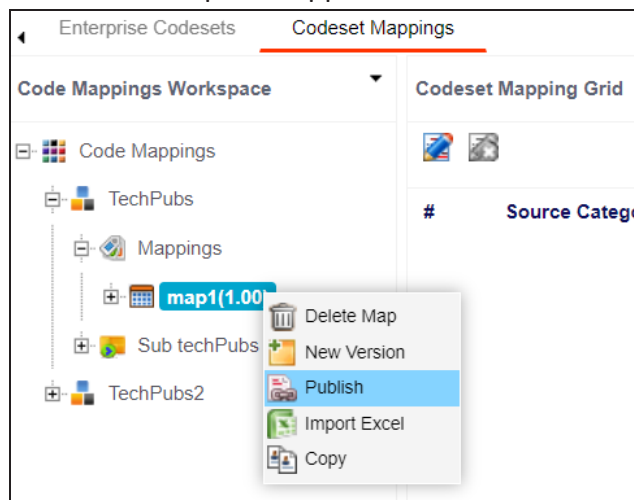 Enterprise Codesets Codeset Mappings
Code Mappings Workspace
Codeset Mapping Grid
Code Mappings
TechPubs
# Source Catego
Mappings
map1(1.00)
Delete Map
New Version
Sub techPubs
Publish
TechPubs2
Import Excel
Copy